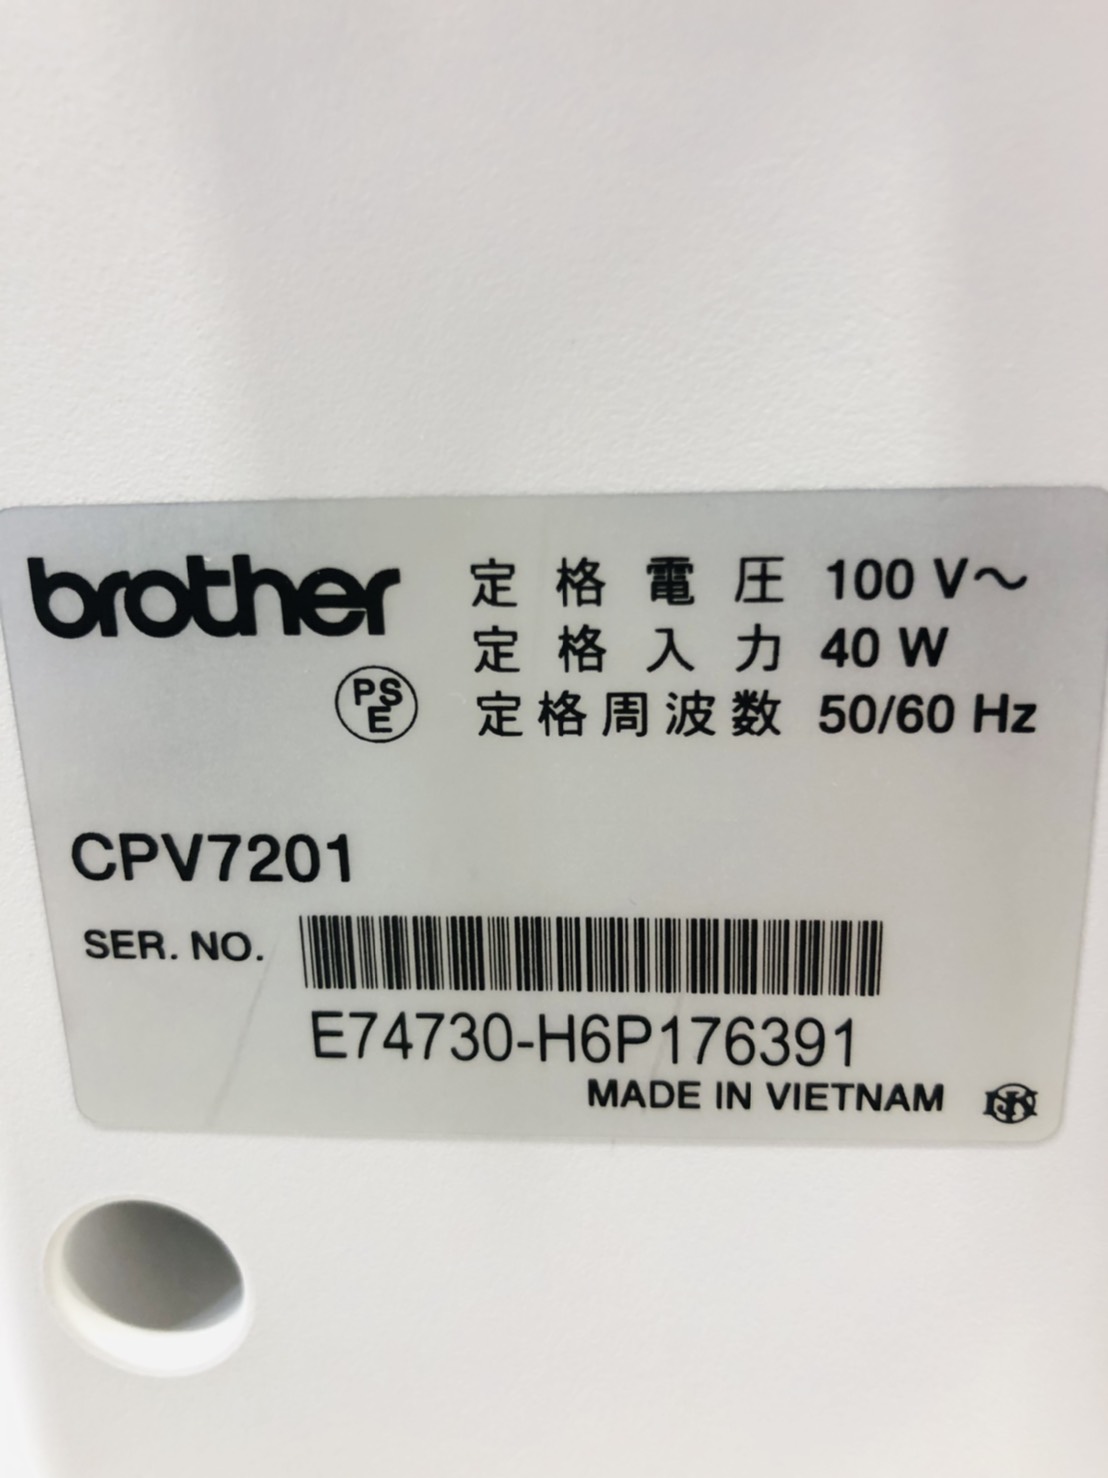 brother
PS
E
定格電圧 100 V〜
定格入力 40 W
定格周波数 50/60 Hz
CPV7201
SER. NO.
E74730-H6P176391
MADE IN VIETNAM